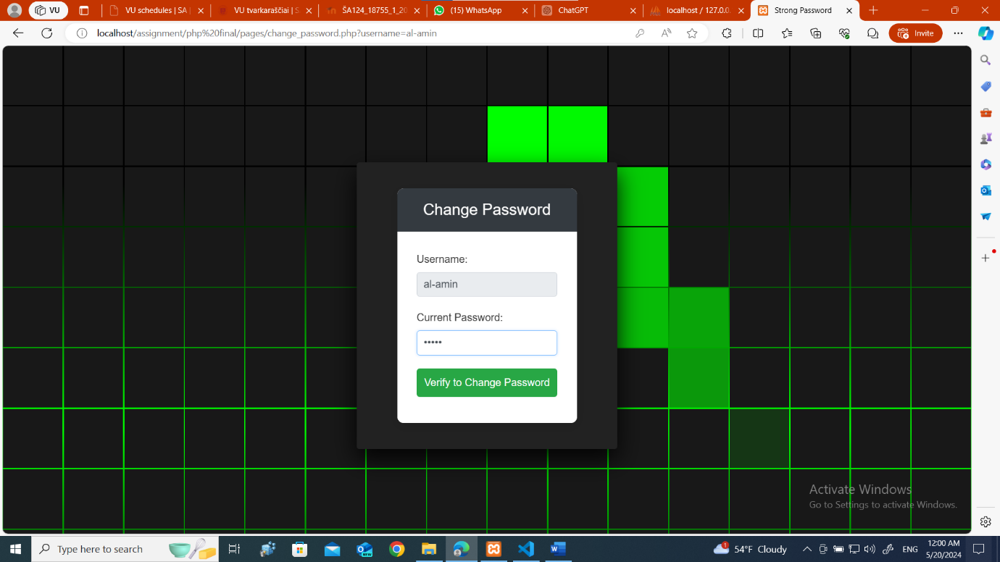 VU
VU schedules | SA |
VU tvarkaraščiai | S
ŠA124_18755_1_20
(15) WhatsApp
ChatGPT
localhost / 127.0.0.
Strong Password
localhost/assignment/php%20final/pages/change_password.php?username=al-amin
Invite
Change Password
Username:
al-amin
Current Password:
•••••
Verify to Change Password
Activate Windows
Go to Settings to activate Windows.
Type here to search
NEW
1
54°F Cloudy
ENG
12:00 AM
5/20/2024